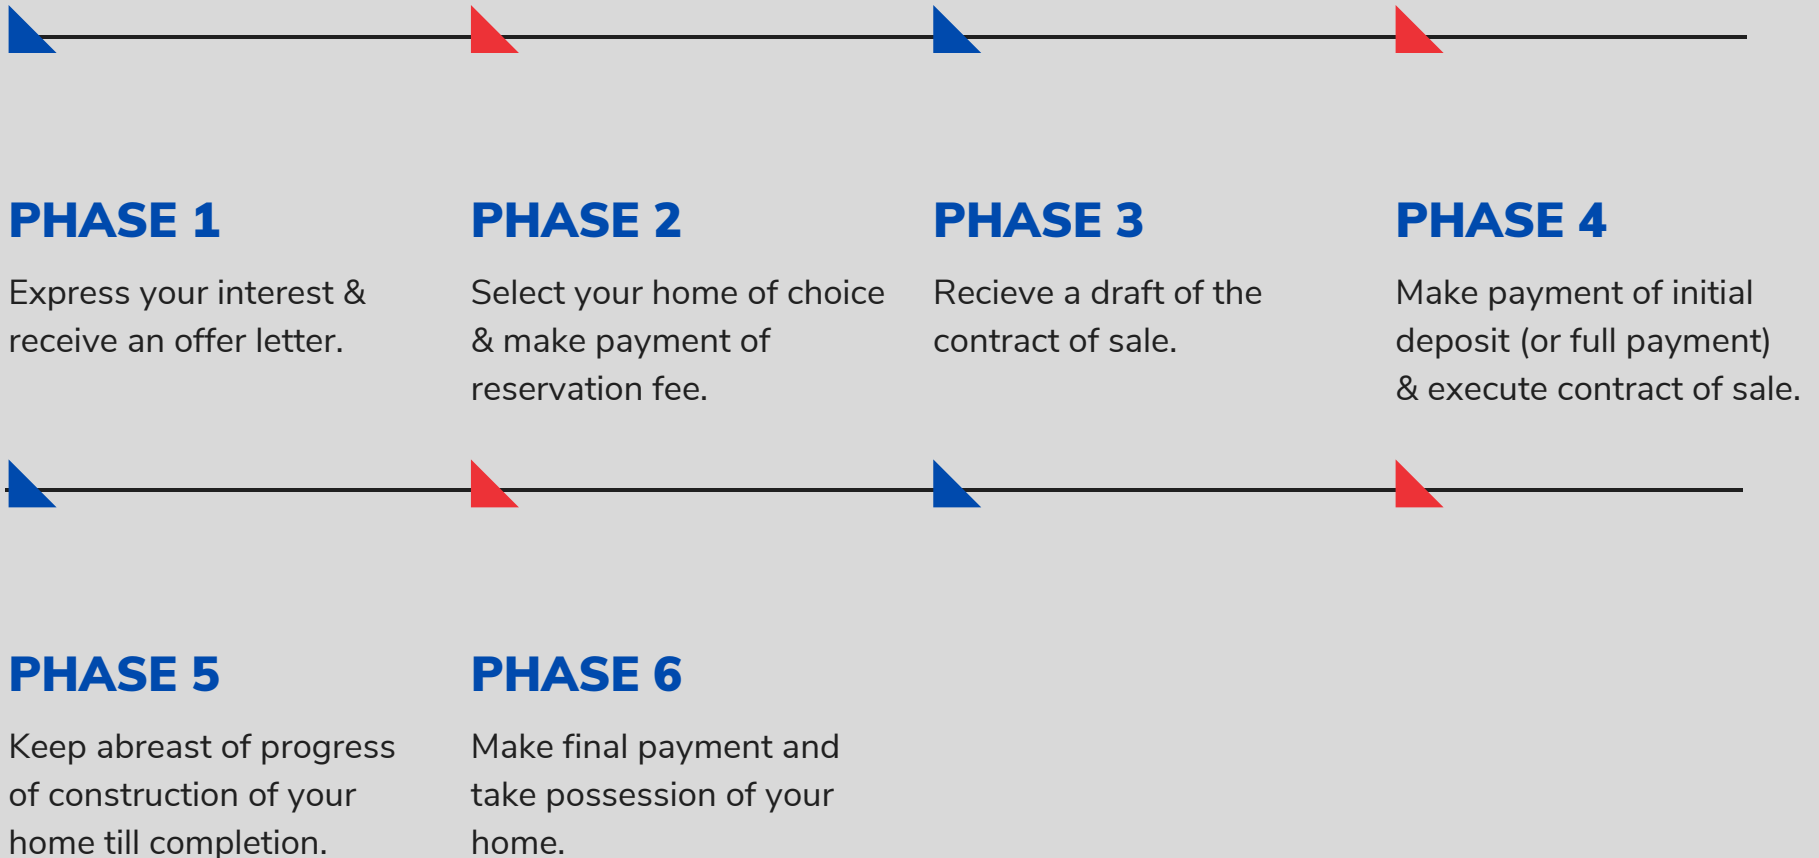 PHASE 1
Express your interest &
receive an offer letter.
PHASE 2
Select your home of choice
& make payment of
reservation fee.
PHASE 3
Recieve a draft of the
contract of sale.
PHASE 4
Make payment of initial
deposit (or full payment)
& execute contract of sale.
PHASE 5
Keep abreast of progress
of construction of your
home till completion.
PHASE 6
Make final payment and
take possession of your
home.